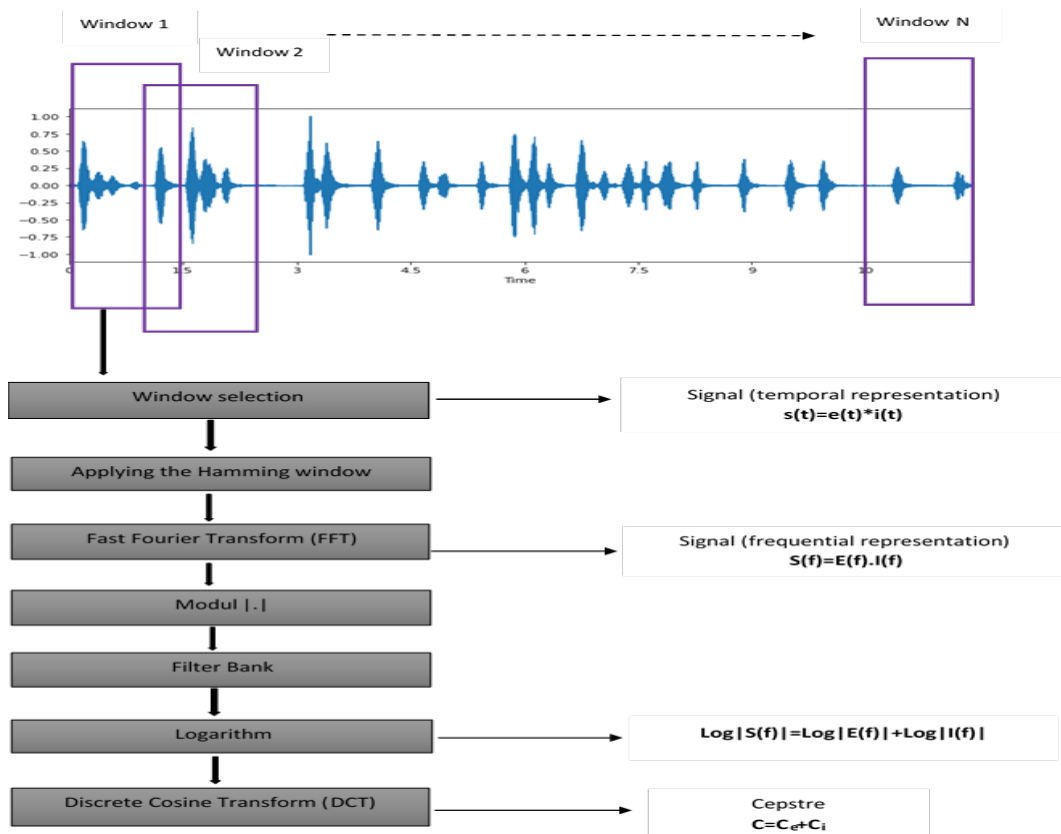 Window 1
Window 2
Window N
1.00
0.75
0.50
0.25
0.00
−0.25
−0.50
−0.75
−1.00
0 1.5 3 4.5 6 7.5 9 10
Time
Window selection
Signal (temporal representation)
s(t)=e(t)*i(t)
Applying the Hamming window
Fast Fourier Transform (FFT)
Signal (frequential representation)
S(f)=E(f).I(f)
Modul |.|
Filter Bank
Logarithm
Log|S(f)|=Log|E(f)|+Log|I(f)|
Discrete Cosine Transform (DCT)
Cepstre
C=Cₑ+Cᵢ